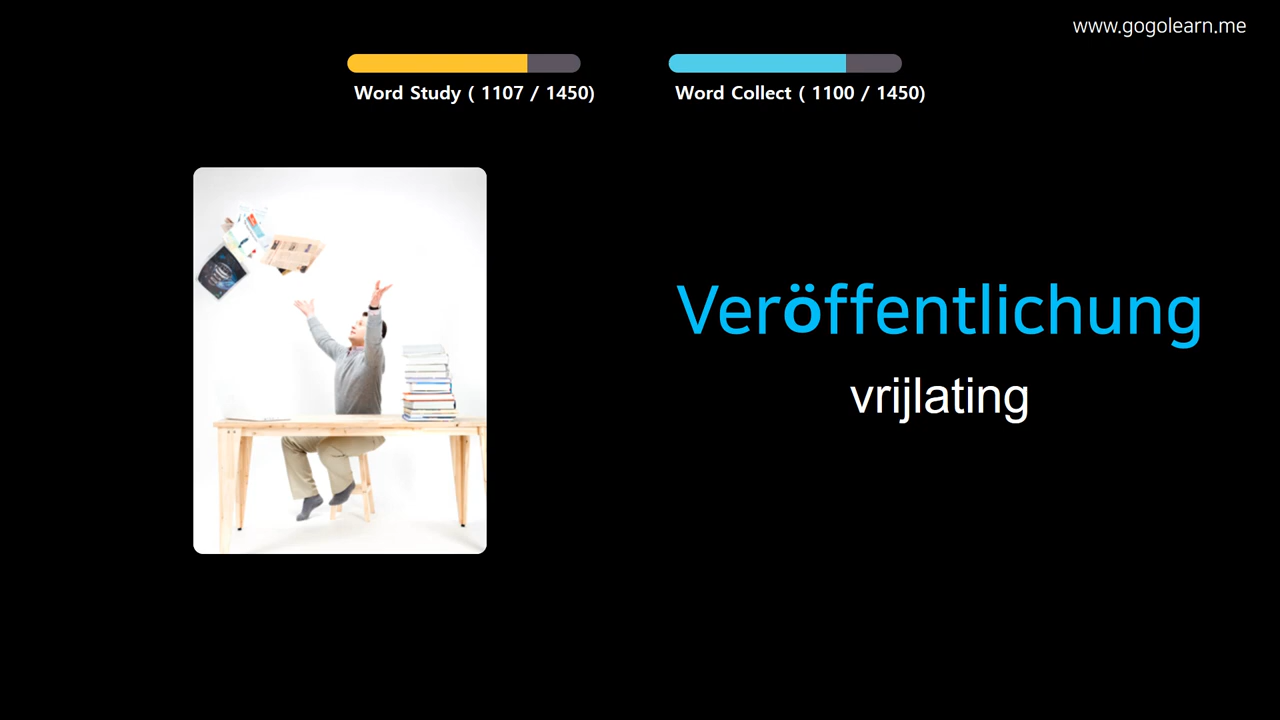 www.gogolearn.me
Word Study ( 1107 / 1450)
Word Collect ( 1100 / 1450)
Veröffentlichung
vrijlating